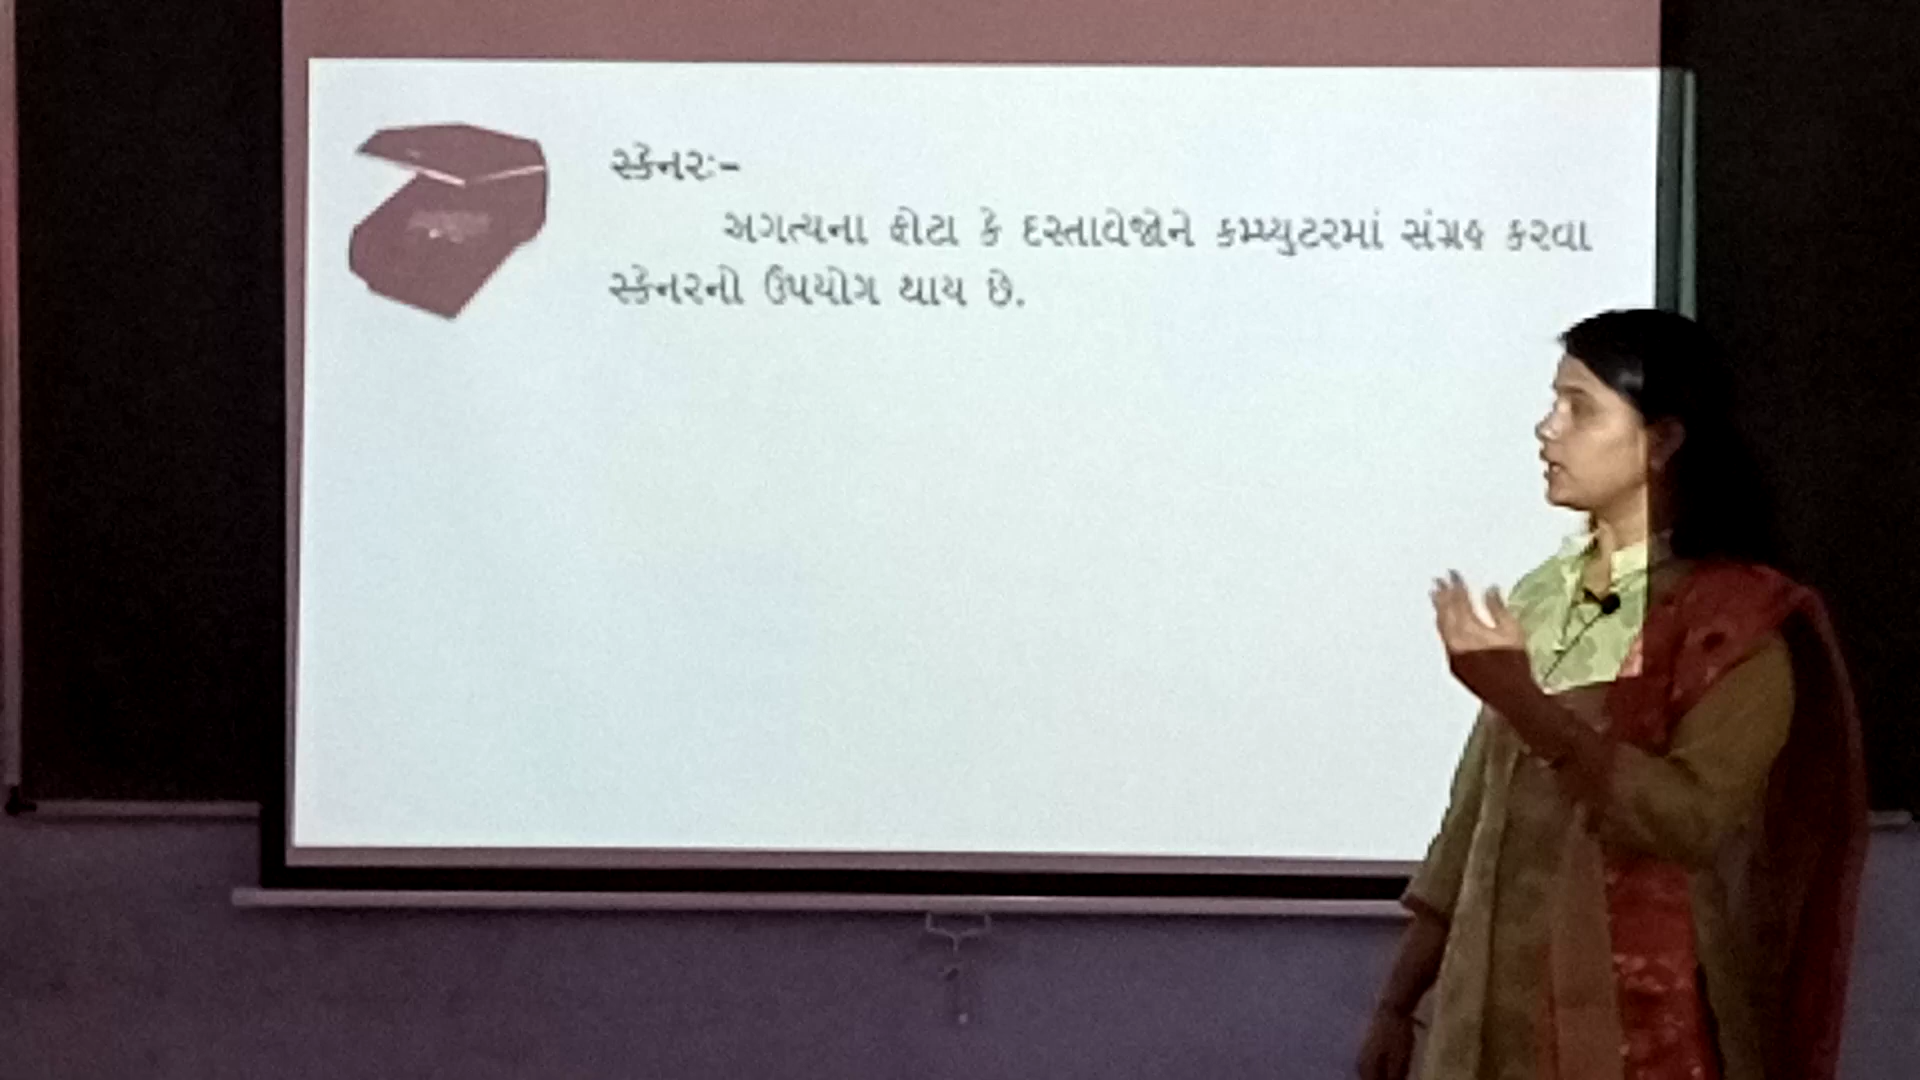 સ્કેનરઃ-
અગત્યના ફોટા કે દસ્તાવેજોને કમ્પ્યુટરમાં સંગ્રહ કરવા
સ્કેનરનો ઉપયોગ થાય છે.